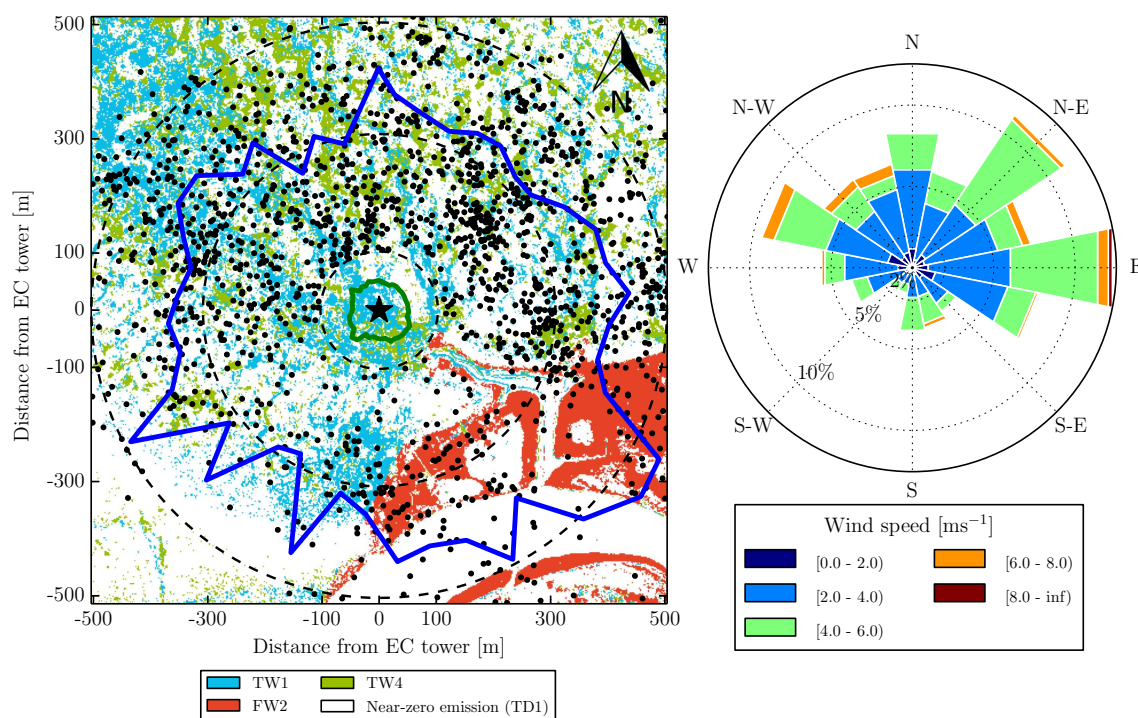 500
300
100
0
-100
-300
-500
-500
-300
-100
0
100
300
500
Distance from EC tower [m]
Distance from EC tower [m]
N
TW1
TW4
FW2
Near-zero emission (TD1)
N
N-W
N-E
W
E
2%
5%
10%
S-W
S-E
S
Wind speed [ms⁻¹]
[0.0 - 2.0)
[6.0 - 8.0)
[2.0 - 4.0)
[8.0 - inf)
[4.0 - 6.0)